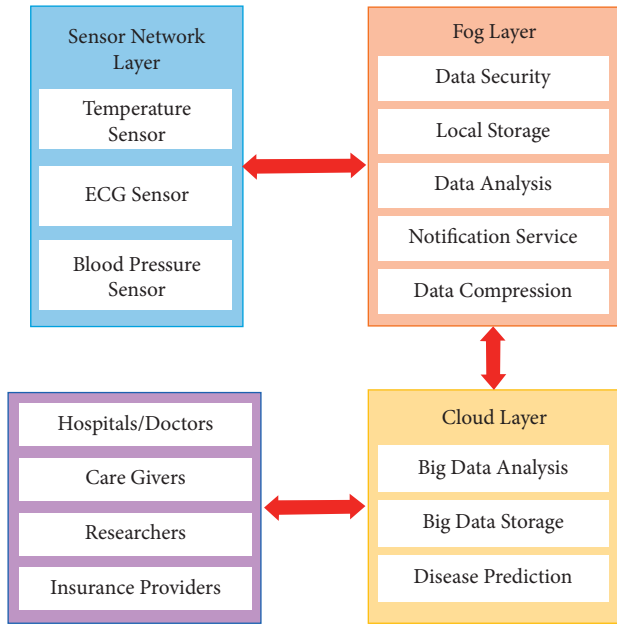 Sensor Network
Layer
Temperature
Sensor
ECG Sensor
Blood Pressure
Sensor
Fog Layer
Data Security
Local Storage
Data Analysis
Notification Service
Data Compression
Hospitals/Doctors
Care Givers
Researchers
Insurance Providers
Cloud Layer
Big Data Analysis
Big Data Storage
Disease Prediction